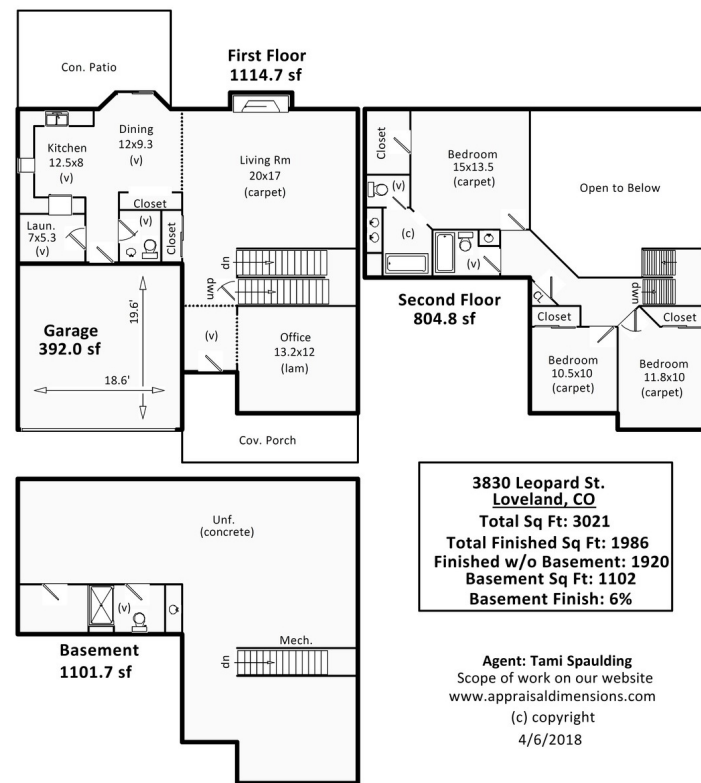 Con. Patio
First Floor
1114.7 sf
Dining
12x9.3
(v)
Kitchen
12.5x8
(v)
Living Rm
20x17
(carpet)
Closet
Laun.
7x5.3
(v)
(v)
Closet
up
dwn
Garage
392.0 sf
19.6'
18.6'
(v)
Office
13.2x12
(lam)
Cov. Porch
Closet
Bedroom
15x13.5
(carpet)
Open to Below
(v)
(c)
(v)
Second Floor
804.8 sf
CL
dwn
Closet
Closet
Bedroom
10.5x10
(carpet)
Bedroom
11.8x10
(carpet)
Unf.
(concrete)
(v)
Mech.
up
Basement
1101.7 sf
3830 Leopard St.
Loveland, CO
Total Sq Ft: 3021
Total Finished Sq Ft: 1986
Finished w/o Basement: 1920
Basement Sq Ft: 1102
Basement Finish: 6%
Agent: Tami Spaulding
Scope of work on our website
www.appraisaldimensions.com
(c) copyright
4/6/2018